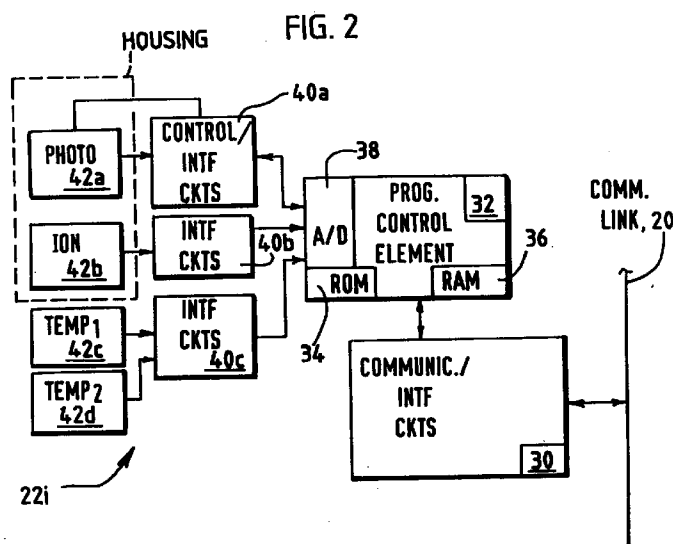 FIG. 2
HOUSING
40a
PHOTO
42a
CONTROL/
INTF
CKTS
38
A/D
PROG.
CONTROL
ELEMENT
32
COMM.
LINK, 20
ION
42b
INTF
CKTS
40b
36
ROM
RAM
TEMP1
42c
INTF
CKTS
40c
34
TEMP2
42d
COMMUNIC./
INTF
CKTS
30
22i